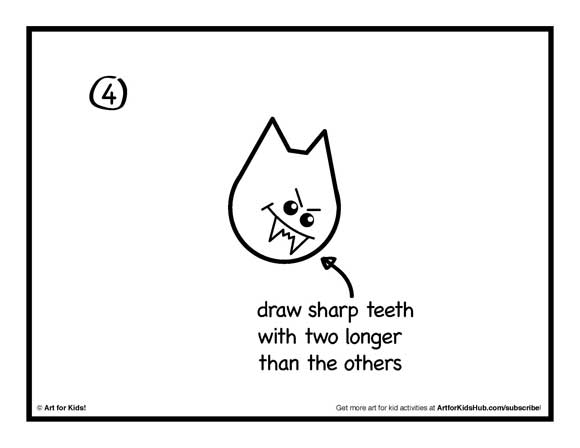 4
draw sharp teeth
with two longer
than the others
© Art for Kids!
Get more art for kid activities at ArtforKidsHub.com/subscribe!